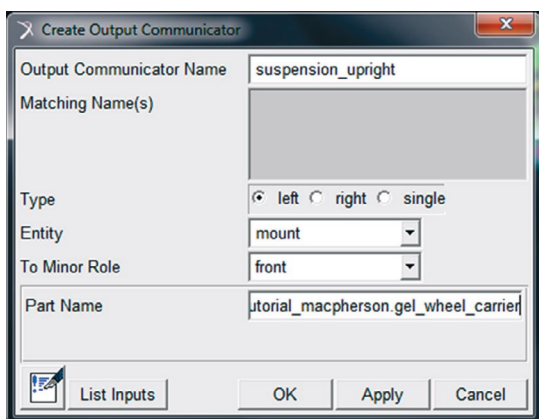 Create Output Communicator
Output Communicator Name suspension_upright
Matching Name(s)
Type left right single
Entity mount
To Minor Role front
Part Name utorial_macpherson.gel_wheel_carrier
List Inputs OK Apply Cancel